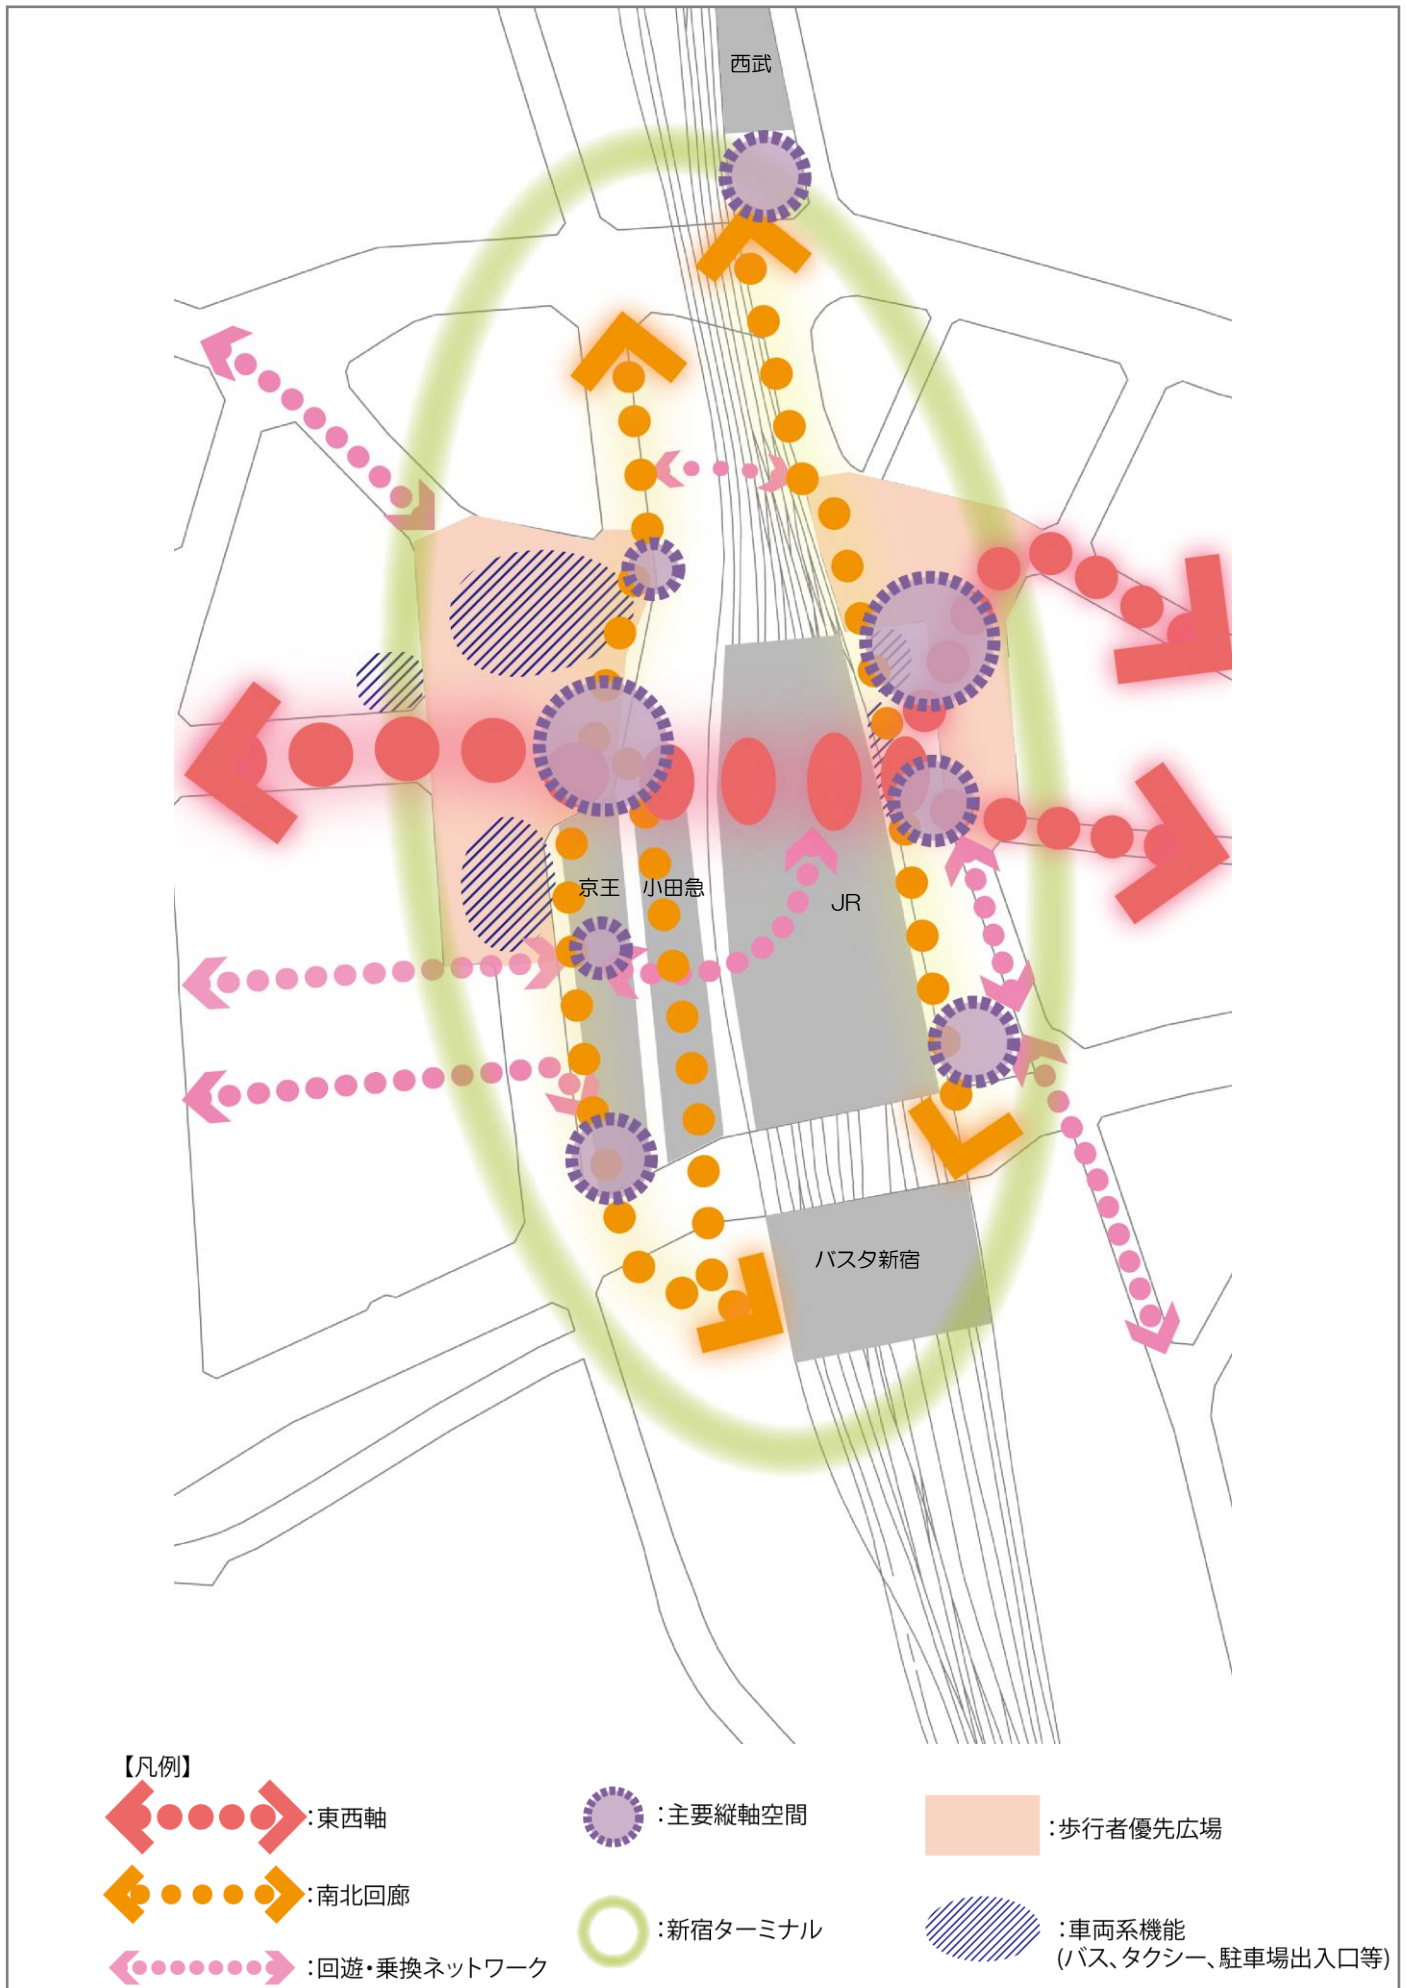 西武
京王
小田急
JR
バスタ新宿
【凡例】
：東西軸
：主要縦軸空間
：歩行者優先広場
：南北回廊
：新宿ターミナル
：車両系機能
(バス、タクシー、駐車場出入口等)
：回遊・乗換ネットワーク